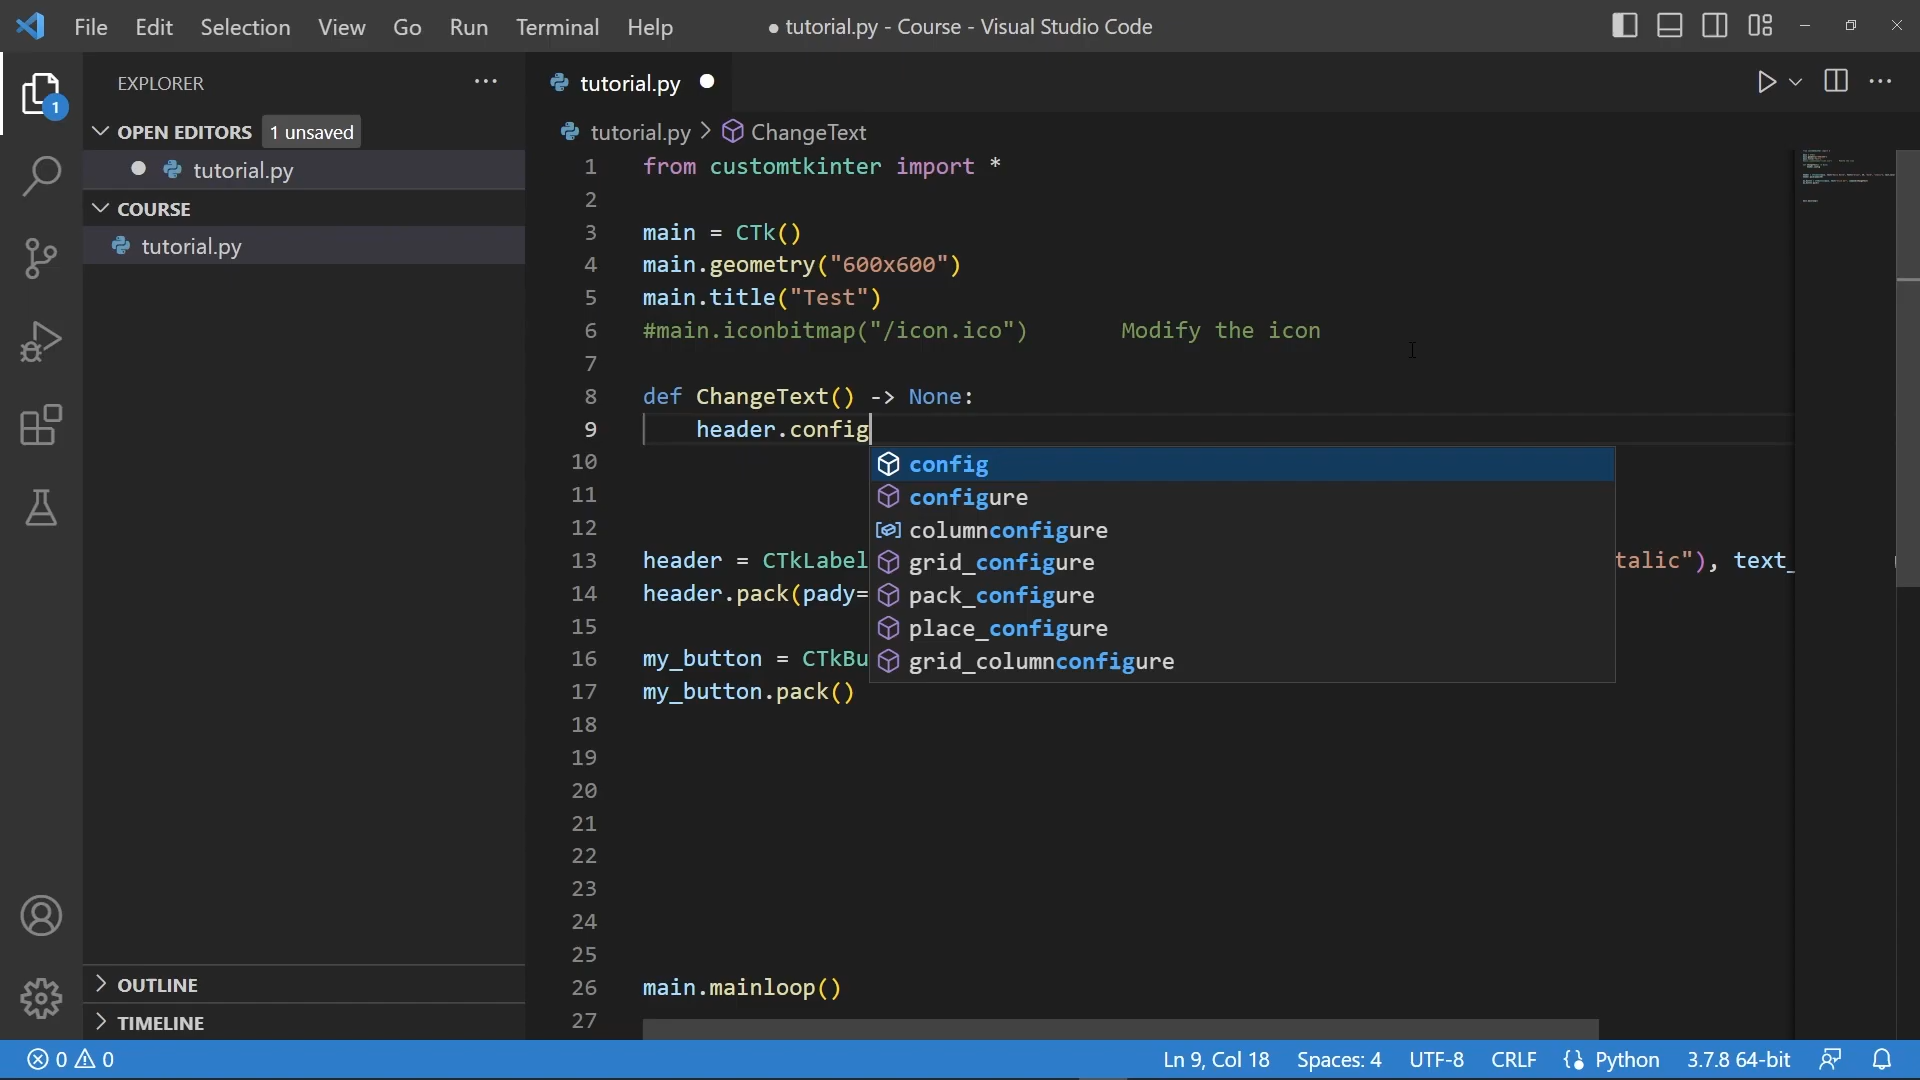 File Edit Selection View Go Run Terminal Help
● tutorial.py - Course - Visual Studio Code
EXPLORER
1
OPEN EDITORS 1 unsaved
tutorial.py
COURSE
tutorial.py
OUTLINE
TIMELINE
tutorial.py
tutorial.py > ChangeText
1 from customtkinter import *
2
3 main = CTk()
4 main.geometry("600x600")
5 main.title("Test")
6 #main.iconbitmap("/icon.ico") Modify the icon
7
8 def ChangeText() -> None:
9 header.config
10
11
12
13 header = CTkLabel talic"), text_
14 header.pack(pady=
15
16 my_button = CTkBu
17 my_button.pack()
18
19
20
21
22
23
24
25
26 main.mainloop()
27
config
configure
columnconfigure
grid_configure
pack_configure
place_configure
grid_columnconfigure
0 0
Ln 9, Col 18 Spaces: 4 UTF-8 CRLF Python 3.7.8 64-bit